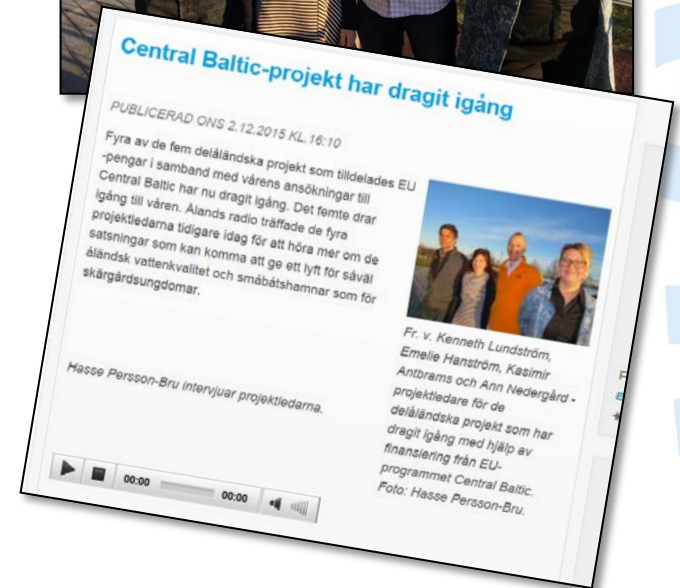 Central Baltic-projekt har dragit igång
PUBLICERAD ONS 2.12.2015 KL.16:10
Fyra av de fem delåländska projekt som tilldelades EU
-pengar i samband med vårens ansökningar till
Central Baltic har nu dragit igång. Det femte drar
igång till våren. Ålands radio träffade de fyra
projektledarna tidigare idag för att höra mer om de
satsningar som kan komma att ge ett lyft för såväl
åländsk vattenkvalitet och småbåtshamnar som för
skärgårdsungdomar.
Hasse Persson-Bru intervjuar projektledarna.
00:00
00:00
Fr. v. Kenneth Lundström,
Emelie Hanström, Kasimir
Antbrams och Ann Nedergård -
projektledare för de
delåländska projekt som har
dragit igång med hjälp av
finansiering från EU-
programmet Central Baltic.
Foto: Hasse Persson-Bru.